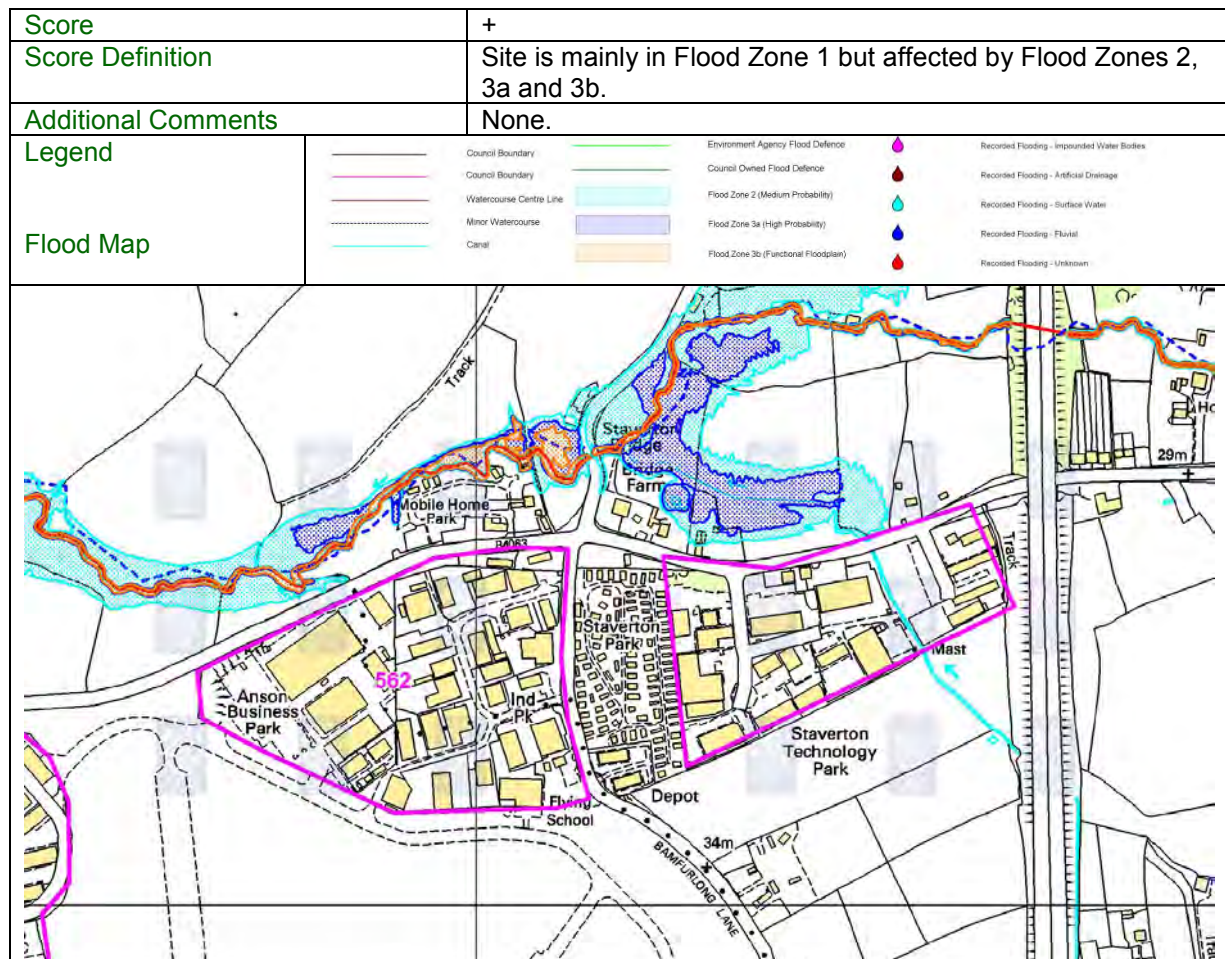 Score +
Score Definition Site is mainly in Flood Zone 1 but affected by Flood Zones 2,
3a and 3b.
Additional Comments None.
Legend
Flood Map
Council Boundary
Council Boundary
Watercourse Centre Line
Minor Watercourse
Canal
Environment Agency Flood Defence
Council Owned Flood Defence
Flood Zone 2 (Medium Probability)
Flood Zone 3a (High Probability)
Flood Zone 3b (Functional Floodplain)
Recorded Flooding - Impounded Water Bodies
Recorded Flooding - Artificial Drainage
Recorded Flooding - Surface Water
Recorded Flooding - Fluvial
Recorded Flooding - Unknown
Track
Staverton
Bridge
Bridge
Farm
29m
Mobile Home
Park
B4063
Track
Staverton
Park
Mast
562
Anson
Business
Park
Ind
Pk
Staverton
Technology
Park
Flying
School
Depot
34m
BAMFURLONG LANE